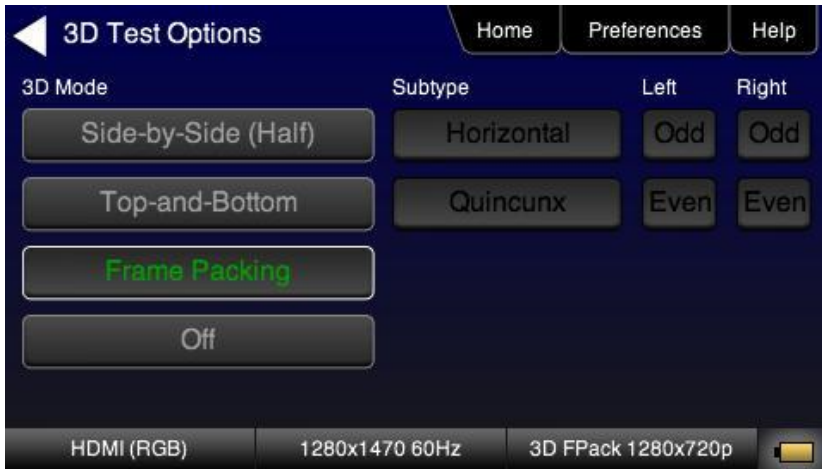 3D Test Options Home Preferences Help
3D Mode Subtype Left Right
Side-by-Side (Half) Horizontal Odd Odd
Top-and-Bottom Quincunx Even Even
Frame Packing
Off
HDMI (RGB) 1280x1470 60Hz 3D FPack 1280x720p